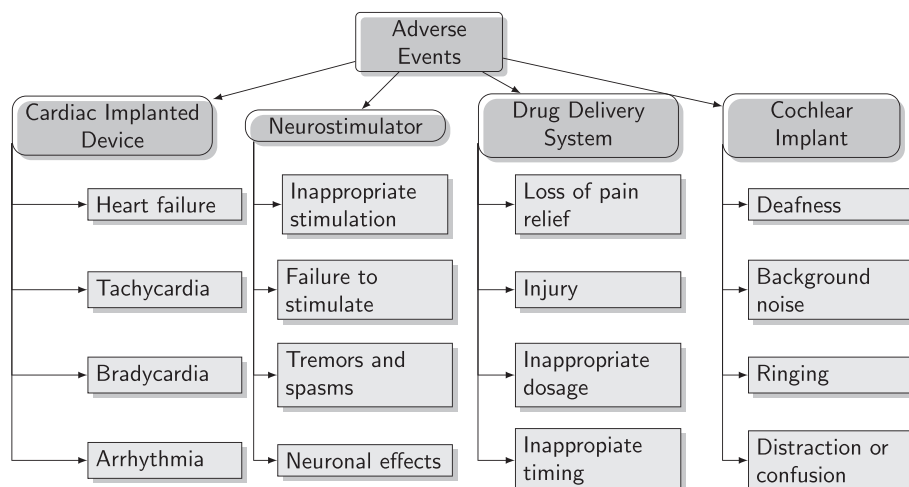 Adverse
Events
Cardiac Implanted
Device
Neurostimulator
Drug Delivery
System
Cochlear
Implant
Heart failure
Tachycardia
Bradycardia
Arrhythmia
Inappropriate
stimulation
Failure to
stimulate
Tremors and
spasms
Neuronal effects
Loss of pain
relief
Injury
Inappropriate
dosage
Inappropiate
timing
Deafness
Background
noise
Ringing
Distraction or
confusion